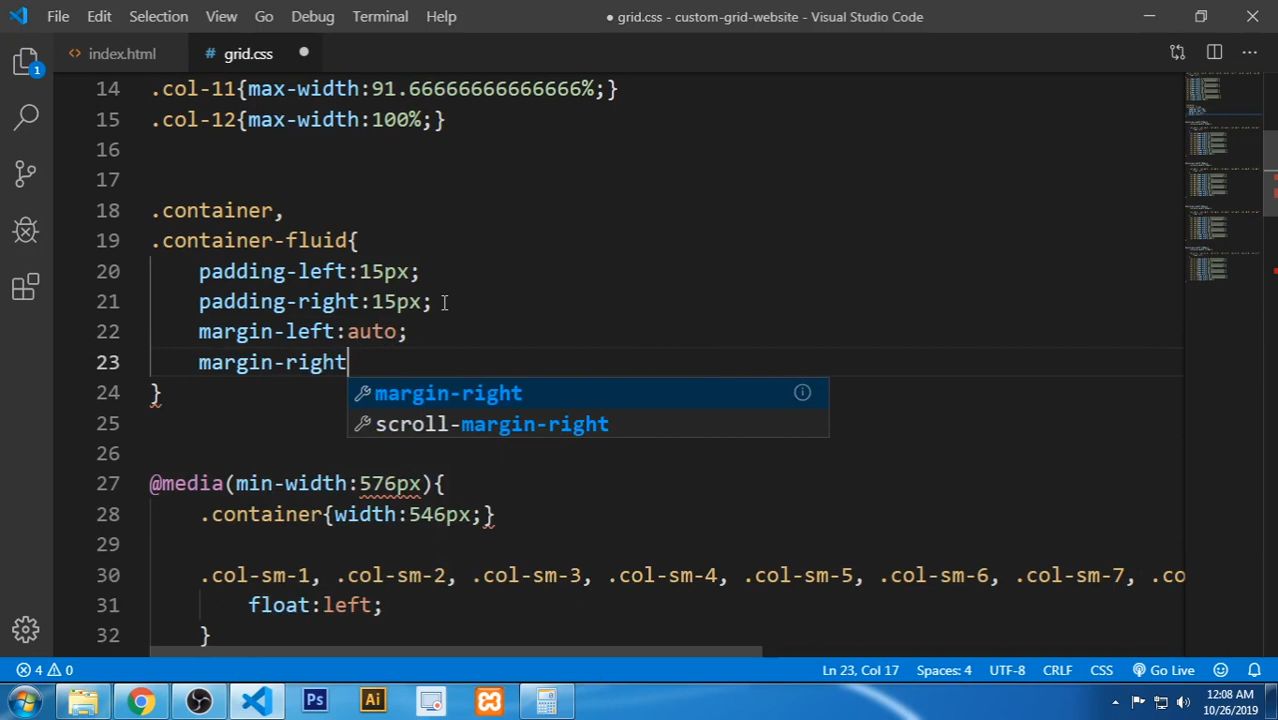 File Edit Selection View Go Debug Terminal Help
● grid.css - custom-grid-website - Visual Studio Code
<> index.html
# grid.css ●
1
14 .col-11{max-width:91.66666666666666%;}
15 .col-12{max-width:100%;}
16
17
18 .container,
19 .container-fluid{
20 padding-left:15px;
21 padding-right:15px;
22 margin-left:auto;
23 margin-right
margin-right
scroll-margin-right
24 }
25
26
27 @media(min-width:576px){
28 .container{width:546px;}
29
30 .col-sm-1, .col-sm-2, .col-sm-3, .col-sm-4, .col-sm-5, .col-sm-6, .col-sm-7, .co
31 float:left;
32 }
4 0
Ln 23, Col 17 Spaces: 4 UTF-8 CRLF CSS Go Live
Ps Ai
12:08 AM
10/26/2019